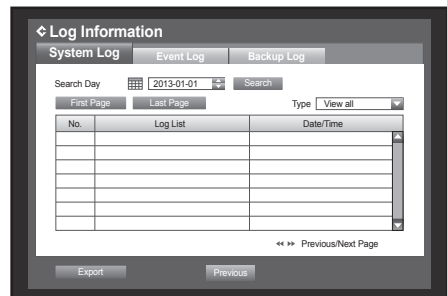 Log Information
System Log Event Log Backup Log
Search Day 2013-01-01 Search
First Page Last Page Type View all
No. Log List Date/Time
Previous/Next Page
Export Previous